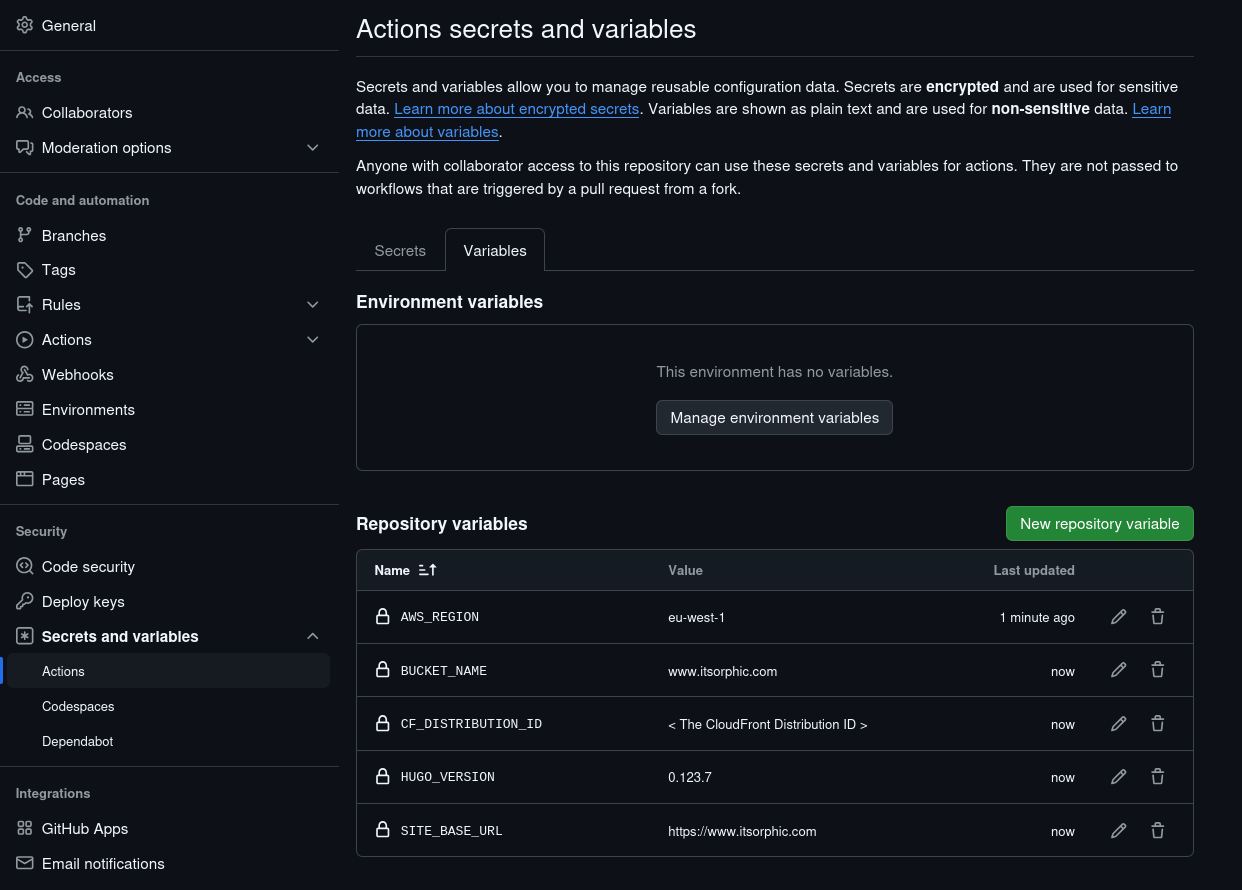 General
Access
Collaborators
Moderation options
Code and automation
Branches
Tags
Rules
Actions
Webhooks
Environments
Codespaces
Pages
Security
Code security
Deploy keys
Secrets and variables
Actions
Codespaces
Dependabot
Integrations
GitHub Apps
Email notifications
Actions secrets and variables
Secrets and variables allow you to manage reusable configuration data. Secrets are encrypted and are used for sensitive
data. Learn more about encrypted secrets. Variables are shown as plain text and are used for non-sensitive data. Learn
more about variables.
Anyone with collaborator access to this repository can use these secrets and variables for actions. They are not passed to
workflows that are triggered by a pull request from a fork.
Secrets Variables
Environment variables
This environment has no variables.
Manage environment variables
Repository variables New repository variable
Name Value Last updated
AWS_REGION eu-west-1 1 minute ago
BUCKET_NAME www.itsorphic.com now
CF_DISTRIBUTION_ID < The CloudFront Distribution ID > now
HUGO_VERSION 0.123.7 now
SITE_BASE_URL https://www.itsorphic.com now